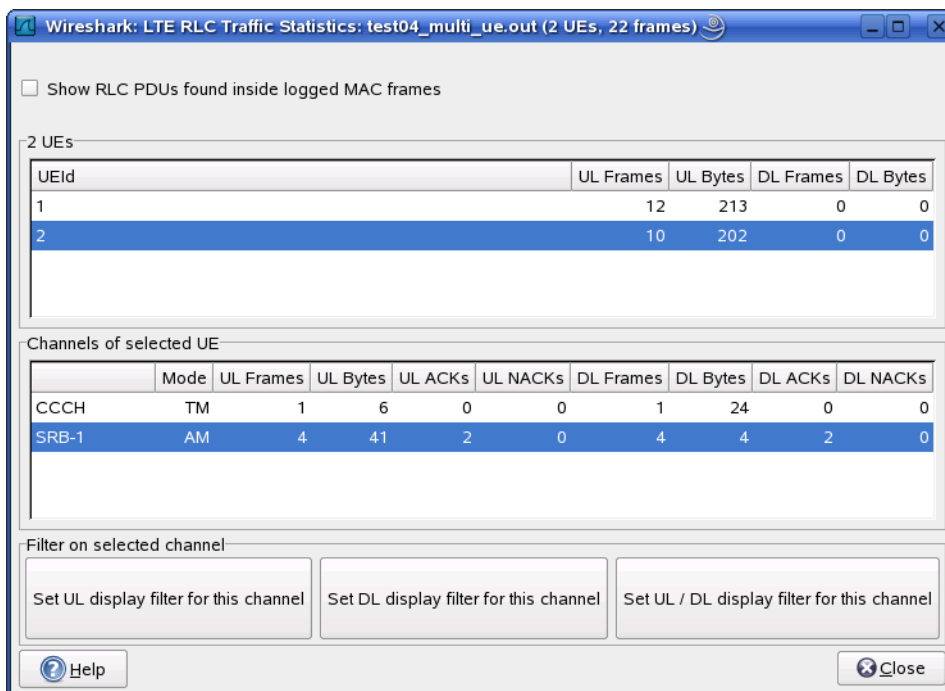 Wireshark: LTE RLC Traffic Statistics: test04_multi_ue.out (2 UEs, 22 frames)
Show RLC PDUs found inside logged MAC frames
2 UEs
UEId UL Frames UL Bytes DL Frames DL Bytes
1 12 213 0 0
2 10 202 0 0
Channels of selected UE
Mode UL Frames UL Bytes UL ACKs UL NACKs DL Frames DL Bytes DL ACKs DL NACKs
CCCH TM 1 6 0 0 1 24 0 0
SRB-1 AM 4 41 2 0 4 4 2 0
Filter on selected channel
Set UL display filter for this channel Set DL display filter for this channel Set UL / DL display filter for this channel
Help Close